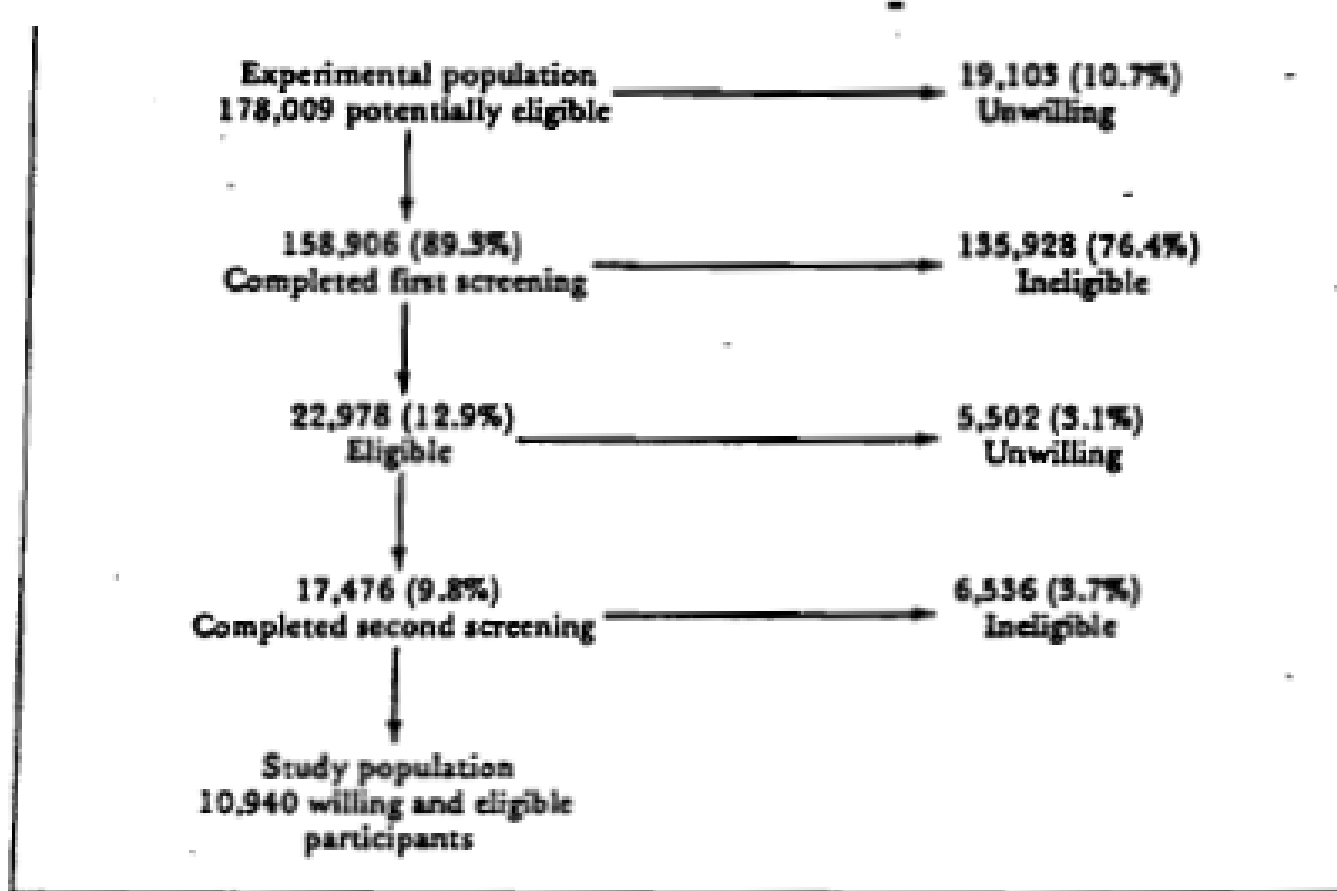 Experimental population
178,009 potentially eligible
19,103 (10.7%)
Unwilling
158,906 (89.3%)
Completed first screening
135,928 (76.4%)
Ineligible
22,978 (12.9%)
Eligible
5,502 (3.1%)
Unwilling
17,476 (9.8%)
Completed second screening
6,536 (3.7%)
Ineligible
Study population
10,940 willing and eligible
participants